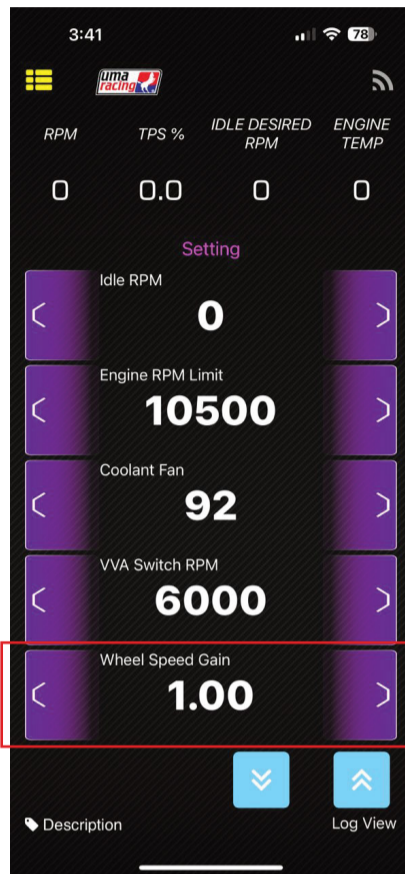 3:41
78
uma
racing
RPM
TPS %
IDLE DESIRED
RPM
ENGINE
TEMP
0
0.0
0
0
Setting
Idle RPM
0
Engine RPM Limit
10500
Coolant Fan
92
VVA Switch RPM
6000
Wheel Speed Gain
1.00
Description
Log View